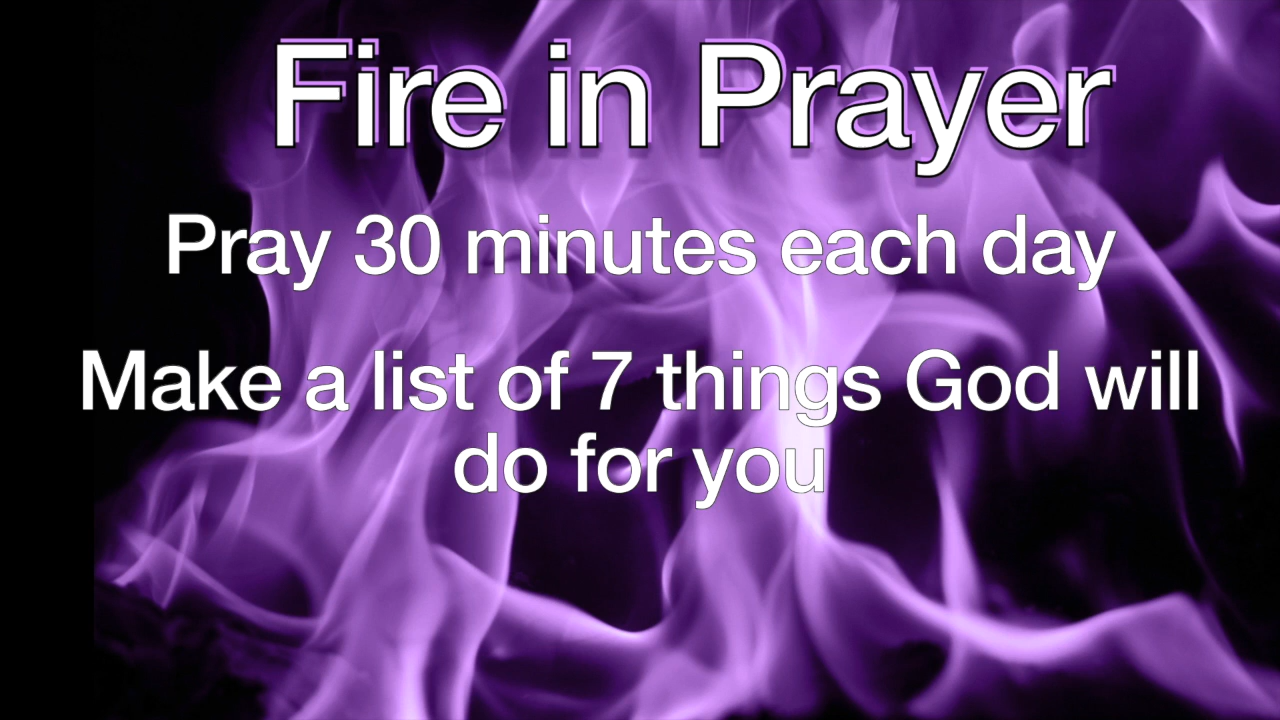 Fire in Prayer
Pray 30 minutes each day
Make a list of 7 things God will
do for you